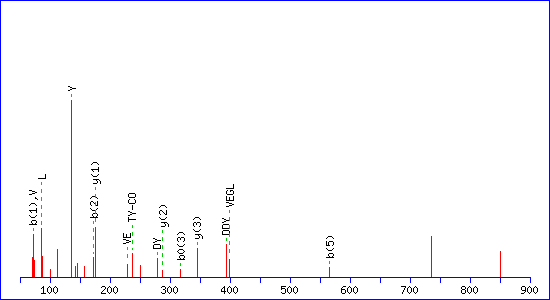 b(1),V
L
Y
b(2)
y(1)
VE
TY-CO
DY
y(2)
b0(3)
y(3)
DDY
VEGL
b(5)
100 200 300 400 500 600 700 800 900